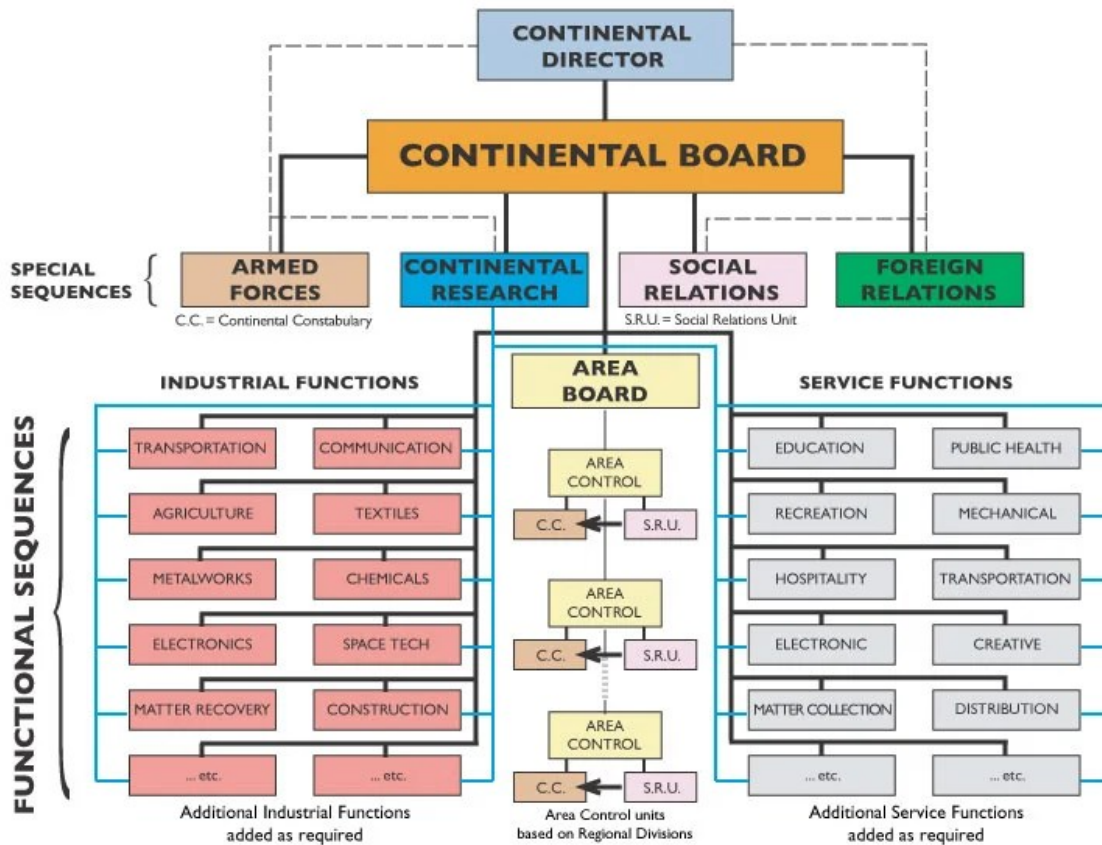 CONTINENTAL
DIRECTOR
CONTINENTAL BOARD
SPECIAL
SEQUENCES
ARMED
FORCES
CONTINENTAL
RESEARCH
SOCIAL
RELATIONS
FOREIGN
RELATIONS
C.C. = Continental Constabulary
S.R.U. = Social Relations Unit
FUNCTIONAL SEQUENCES
INDUSTRIAL FUNCTIONS
TRANSPORTATION
COMMUNICATION
AGRICULTURE
TEXTILES
METALWORKS
CHEMICALS
ELECTRONICS
SPACE TECH
MATTER RECOVERY
CONSTRUCTION
... etc.
... etc.
Additional Industrial Functions
added as required
AREA
BOARD
AREA
CONTROL
C.C.
S.R.U.
AREA
CONTROL
C.C.
S.R.U.
AREA
CONTROL
C.C.
S.R.U.
Area Control units
based on Regional Divisions
SERVICE FUNCTIONS
EDUCATION
PUBLIC HEALTH
RECREATION
MECHANICAL
HOSPITALITY
TRANSPORTATION
ELECTRONIC
CREATIVE
MATTER COLLECTION
DISTRIBUTION
... etc.
... etc.
Additional Service Functions
added as required